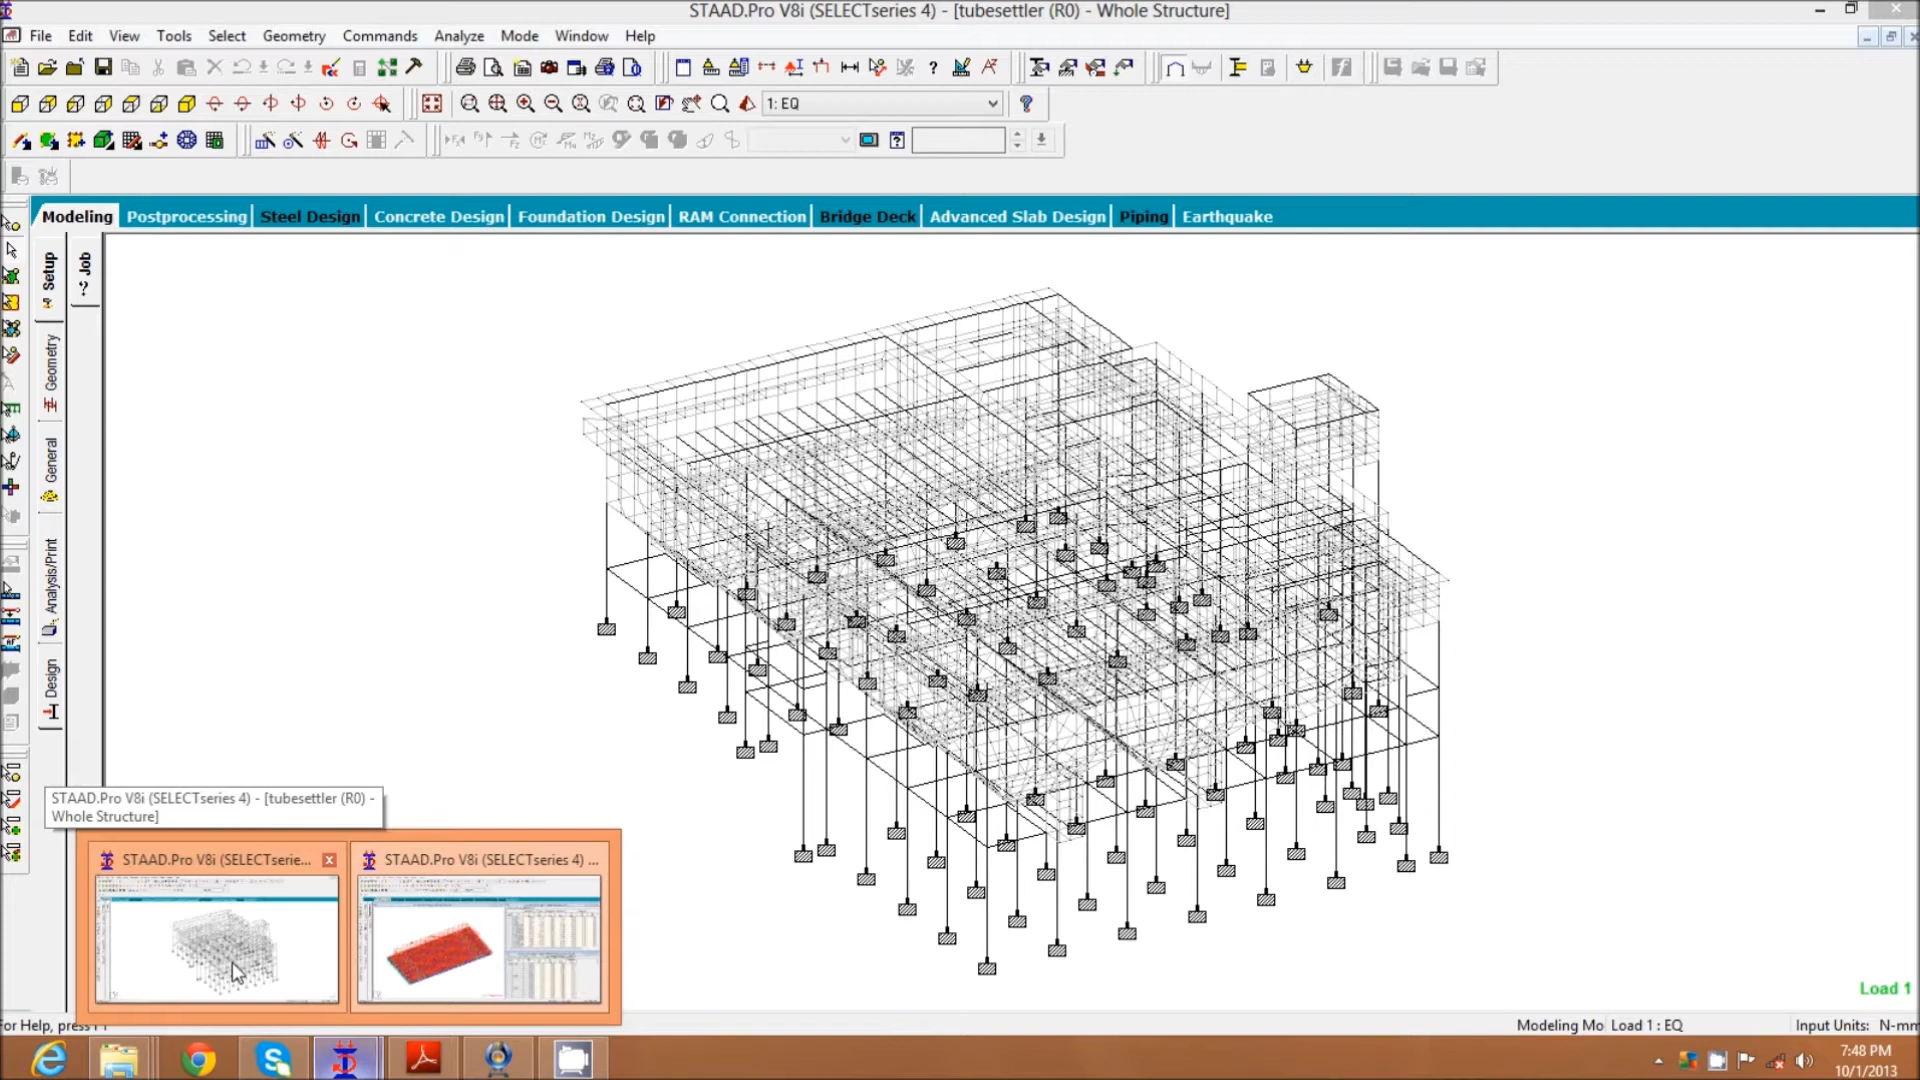 STAAD.Pro V8i (SELECTseries 4) - [tubesettler (R0) - Whole Structure]
File Edit View Tools Select Geometry Commands Analyze Mode Window Help
1: EQ
Modeling Postprocessing Steel Design Concrete Design Foundation Design RAM Connection Bridge Deck Advanced Slab Design Piping Earthquake
Setup
Job
Geometry
General
Analysis/Print
Design
STAAD.Pro V8i (SELECTseries 4) - [tubesettler (R0) -
Whole Structure]
STAAD.Pro V8i (SELECTserie...
STAAD.Pro V8i (SELECTseries 4) ...
Load 1
For Help, press F1
Modeling Mo Load 1 : EQ Input Units: N-mm
7:48 PM
10/1/2013